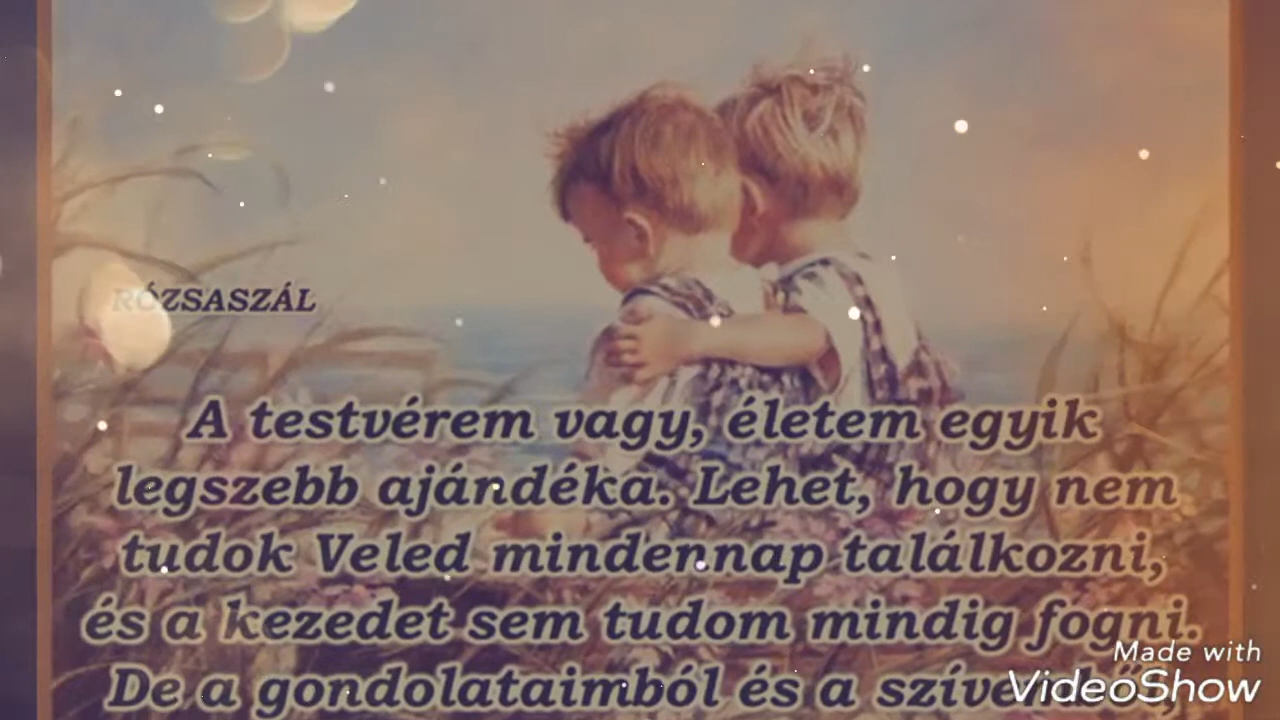 RÓZSASZÁL
A testvérem vagy, életem egyik
legszebb ajándéka. Lehet, hogy nem
tudok Veled mindennap találkozni,
és a kezedet sem tudom mindig fogni.
De a gondolataimból és a
Made with
VideoShow